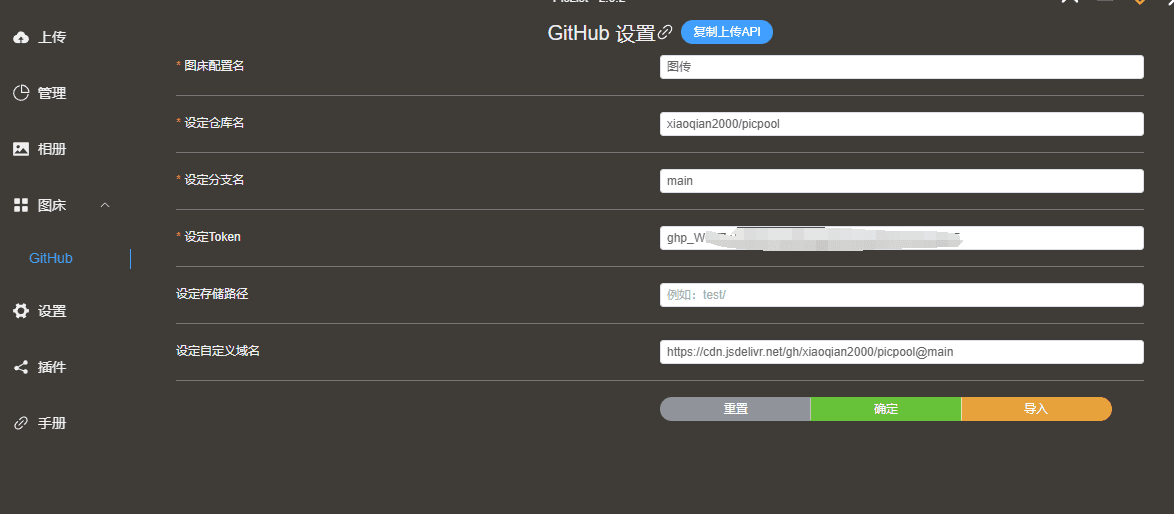 上传
管理
相册
图床
GitHub
设置
插件
手册
GitHub 设置 复制上传API
* 图床配置名 图传
* 设定仓库名 xiaoqian2000/picpool
* 设定分支名 main
* 设定Token ghp_W
设定存储路径 例如：test/
设定自定义域名 https://cdn.jsdelivr.net/gh/xiaoqian2000/picpool@main
重置 确定 导入